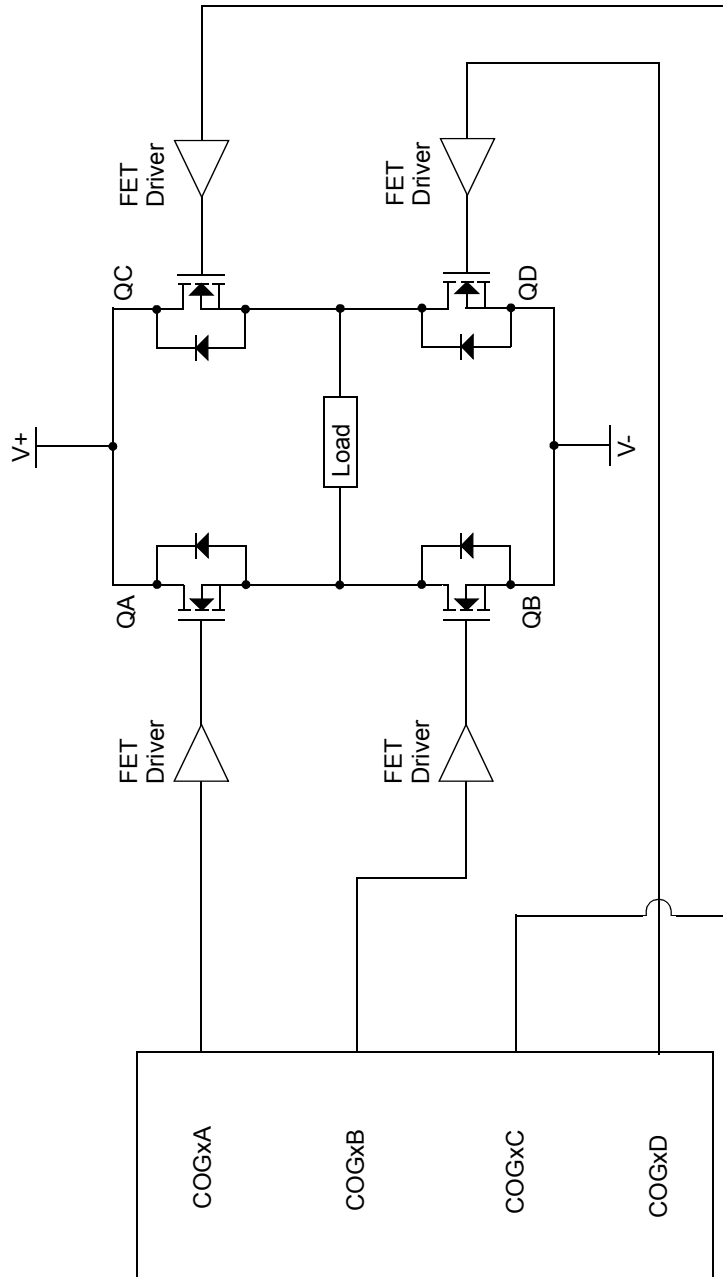 V+
FET
Driver
QA
QC
FET
Driver
COGxA
Load
COGxB
FET
Driver
FET
Driver
COGxC
QB
QD
V-
COGxD